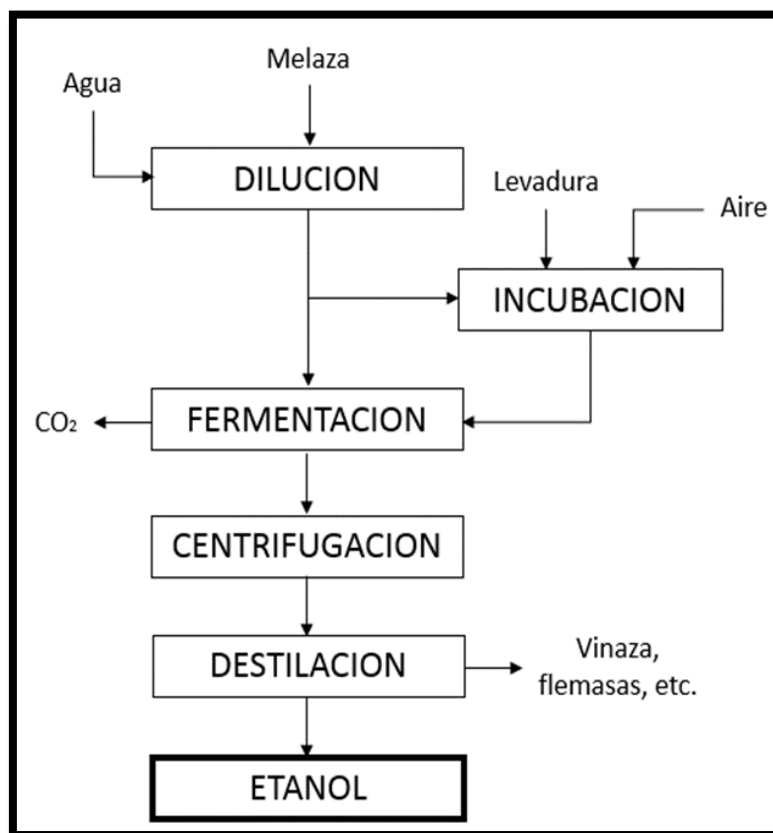 Melaza
Agua
DILUCION
Levadura
Aire
INCUBACION
FERMENTACION
CO₂
CENTRIFUGACION
DESTILACION
Vinaza,
flemasas, etc.
ETANOL